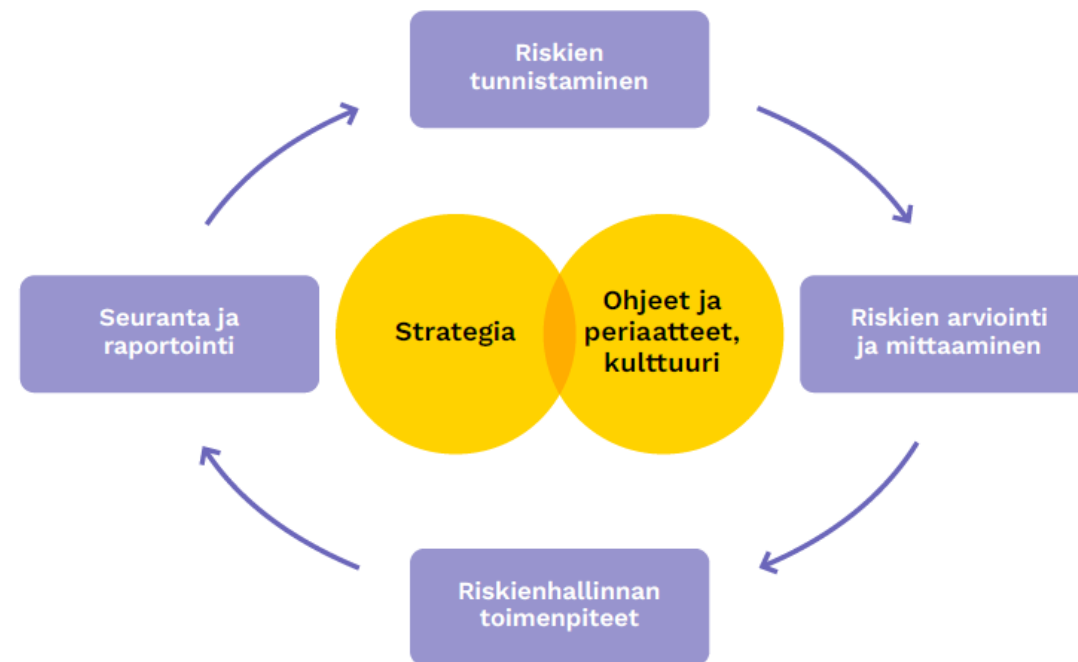 Riskien
tunnistaminen
Seuranta ja
raportointi
Strategia
Ohjeet ja
periaatteet,
kulttuuri
Riskien arviointi
ja mittaaminen
Riskienhallinnan
toimenpiteet